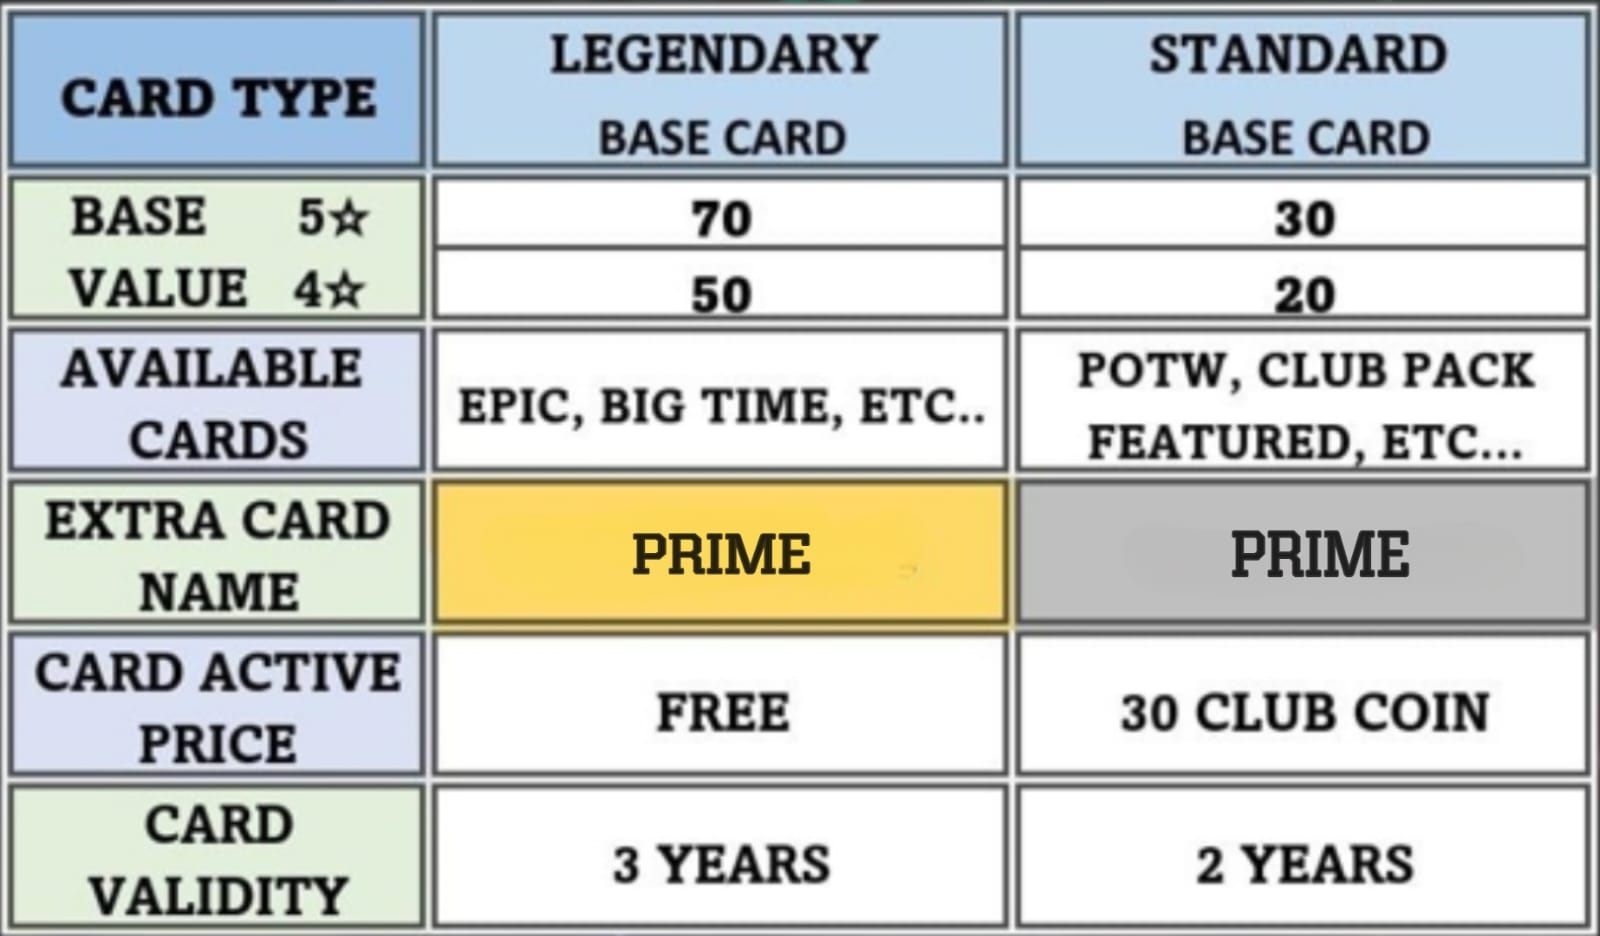 CARD TYPE
LEGENDARY
BASE CARD
STANDARD
BASE CARD
BASE 5☆
VALUE 4☆
70
30
50
20
AVAILABLE
CARDS
EPIC, BIG TIME, ETC..
POTW, CLUB PACK
FEATURED, ETC...
EXTRA CARD
NAME
PRIME
PRIME
CARD ACTIVE
PRICE
FREE
30 CLUB COIN
CARD
VALIDITY
3 YEARS
2 YEARS